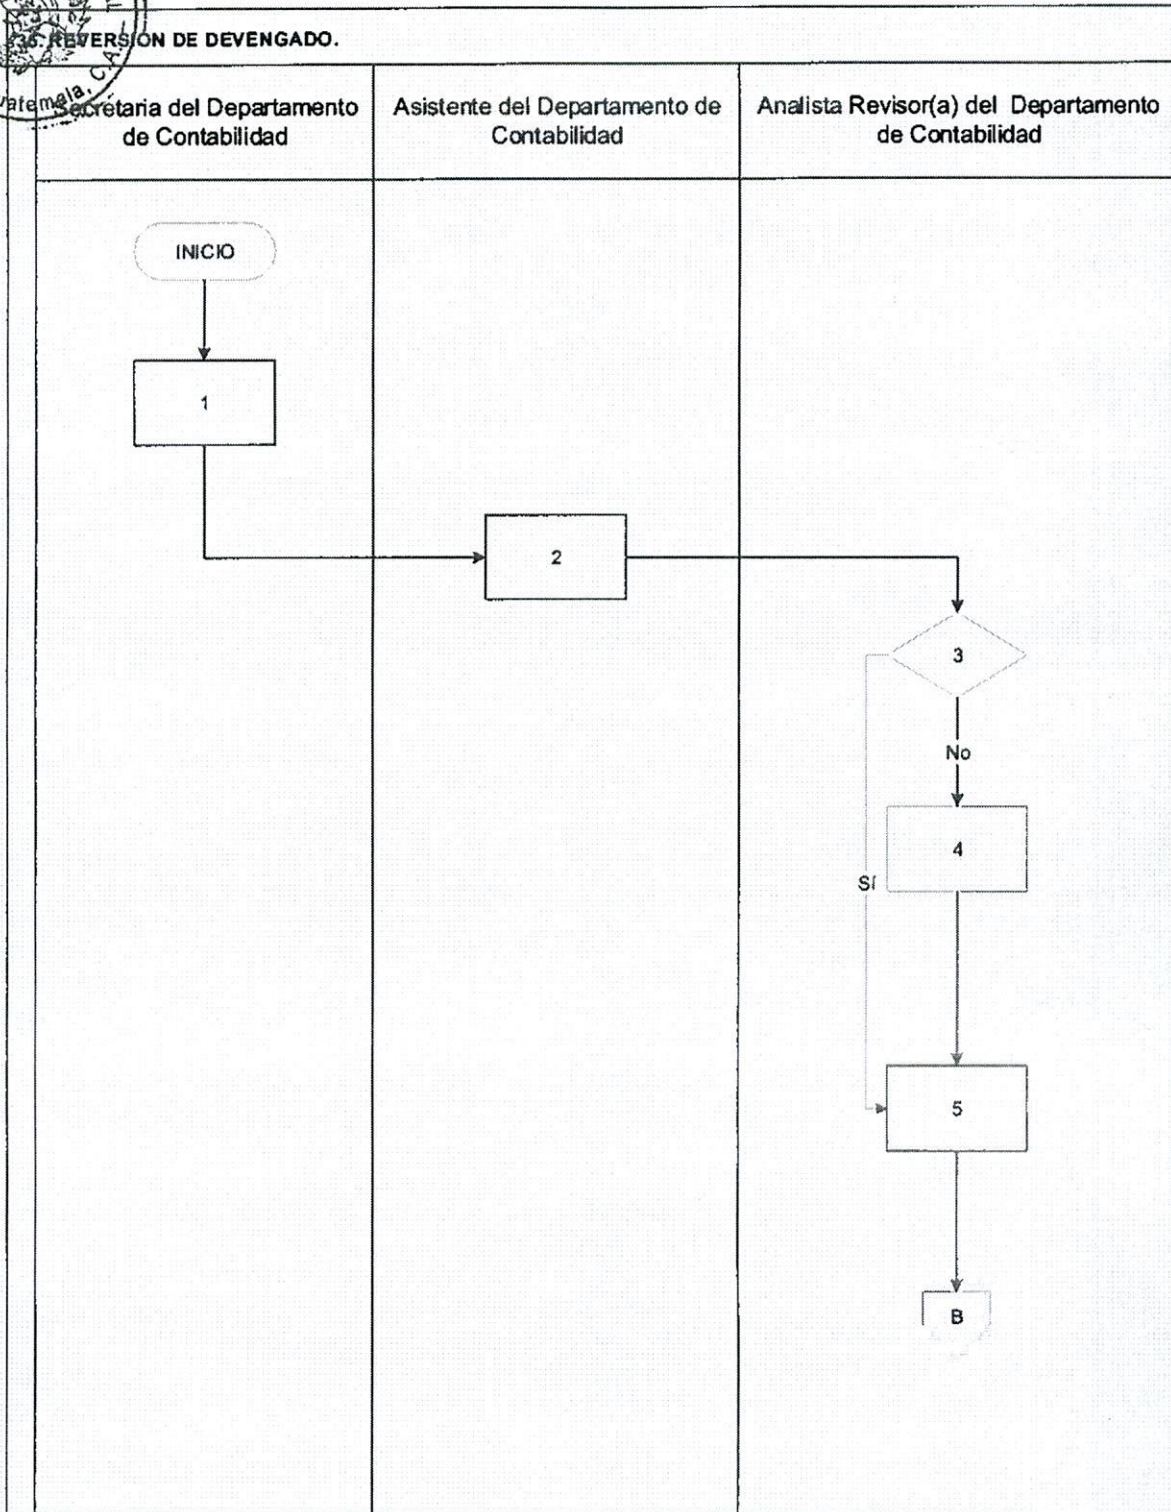 REVERSIÓN DE DEVENGADO.
Guatemala, C.A.
Secretaria del Departamento
de Contabilidad
Asistente del Departamento de
Contabilidad
Analista Revisor(a) del Departamento
de Contabilidad
INICIO
1
2
3
No
4
Sí
5
B